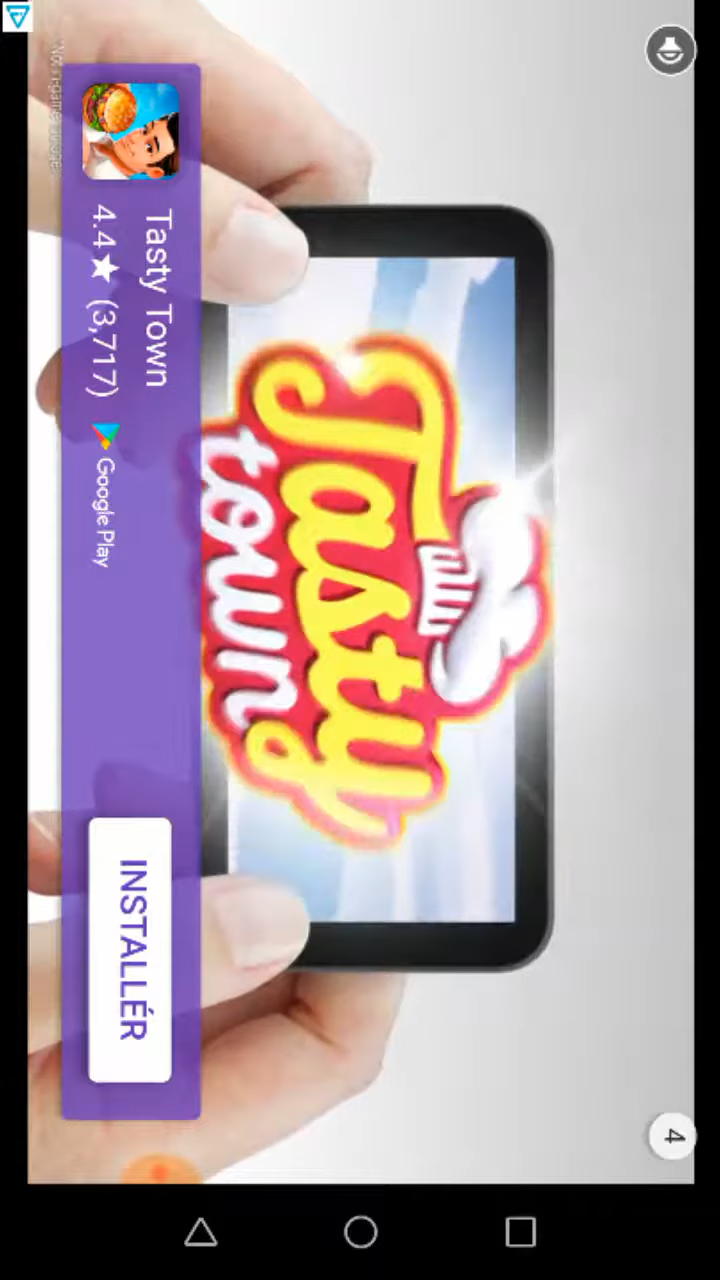 4
Tasty
town
Tasty Town
4.4★ (3,717)
Google Play
INSTALLÉR